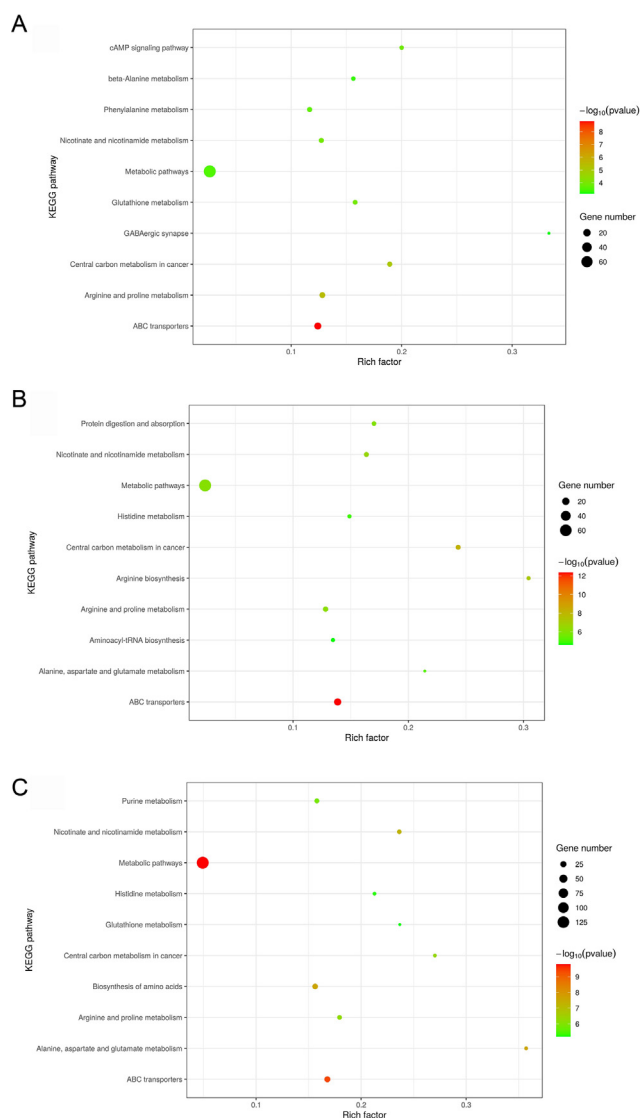 A
cAMP signaling pathway
beta-Alanine metabolism
Phenylalanine metabolism
Nicotinate and nicotinamide metabolism
Metabolic pathways
Glutathione metabolism
GABAergic synapse
Central carbon metabolism in cancer
Arginine and proline metabolism
ABC transporters
KEGG pathway
0.1 0.2 0.3
Rich factor
−log10(pvalue)
8
7
6
5
4
Gene number
20
40
60
B
Protein digestion and absorption
Nicotinate and nicotinamide metabolism
Metabolic pathways
Histidine metabolism
Central carbon metabolism in cancer
Arginine biosynthesis
Arginine and proline metabolism
Aminoacyl-tRNA biosynthesis
Alanine, aspartate and glutamate metabolism
ABC transporters
KEGG pathway
0.1 0.2 0.3
Rich factor
Gene number
20
40
60
−log10(pvalue)
12
10
8
6
C
Purine metabolism
Nicotinate and nicotinamide metabolism
Metabolic pathways
Histidine metabolism
Glutathione metabolism
Central carbon metabolism in cancer
Biosynthesis of amino acids
Arginine and proline metabolism
Alanine, aspartate and glutamate metabolism
ABC transporters
KEGG pathway
0.1 0.2 0.3
Rich factor
Gene number
25
50
75
100
125
−log10(pvalue)
9
8
7
6